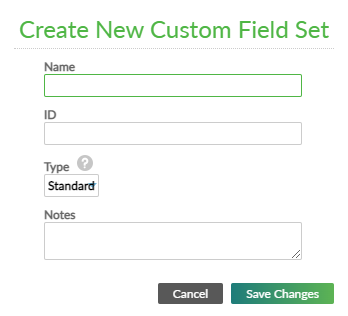 Create New Custom Field Set
Name
ID
Type ?
Standard
Notes
Cancel Save Changes